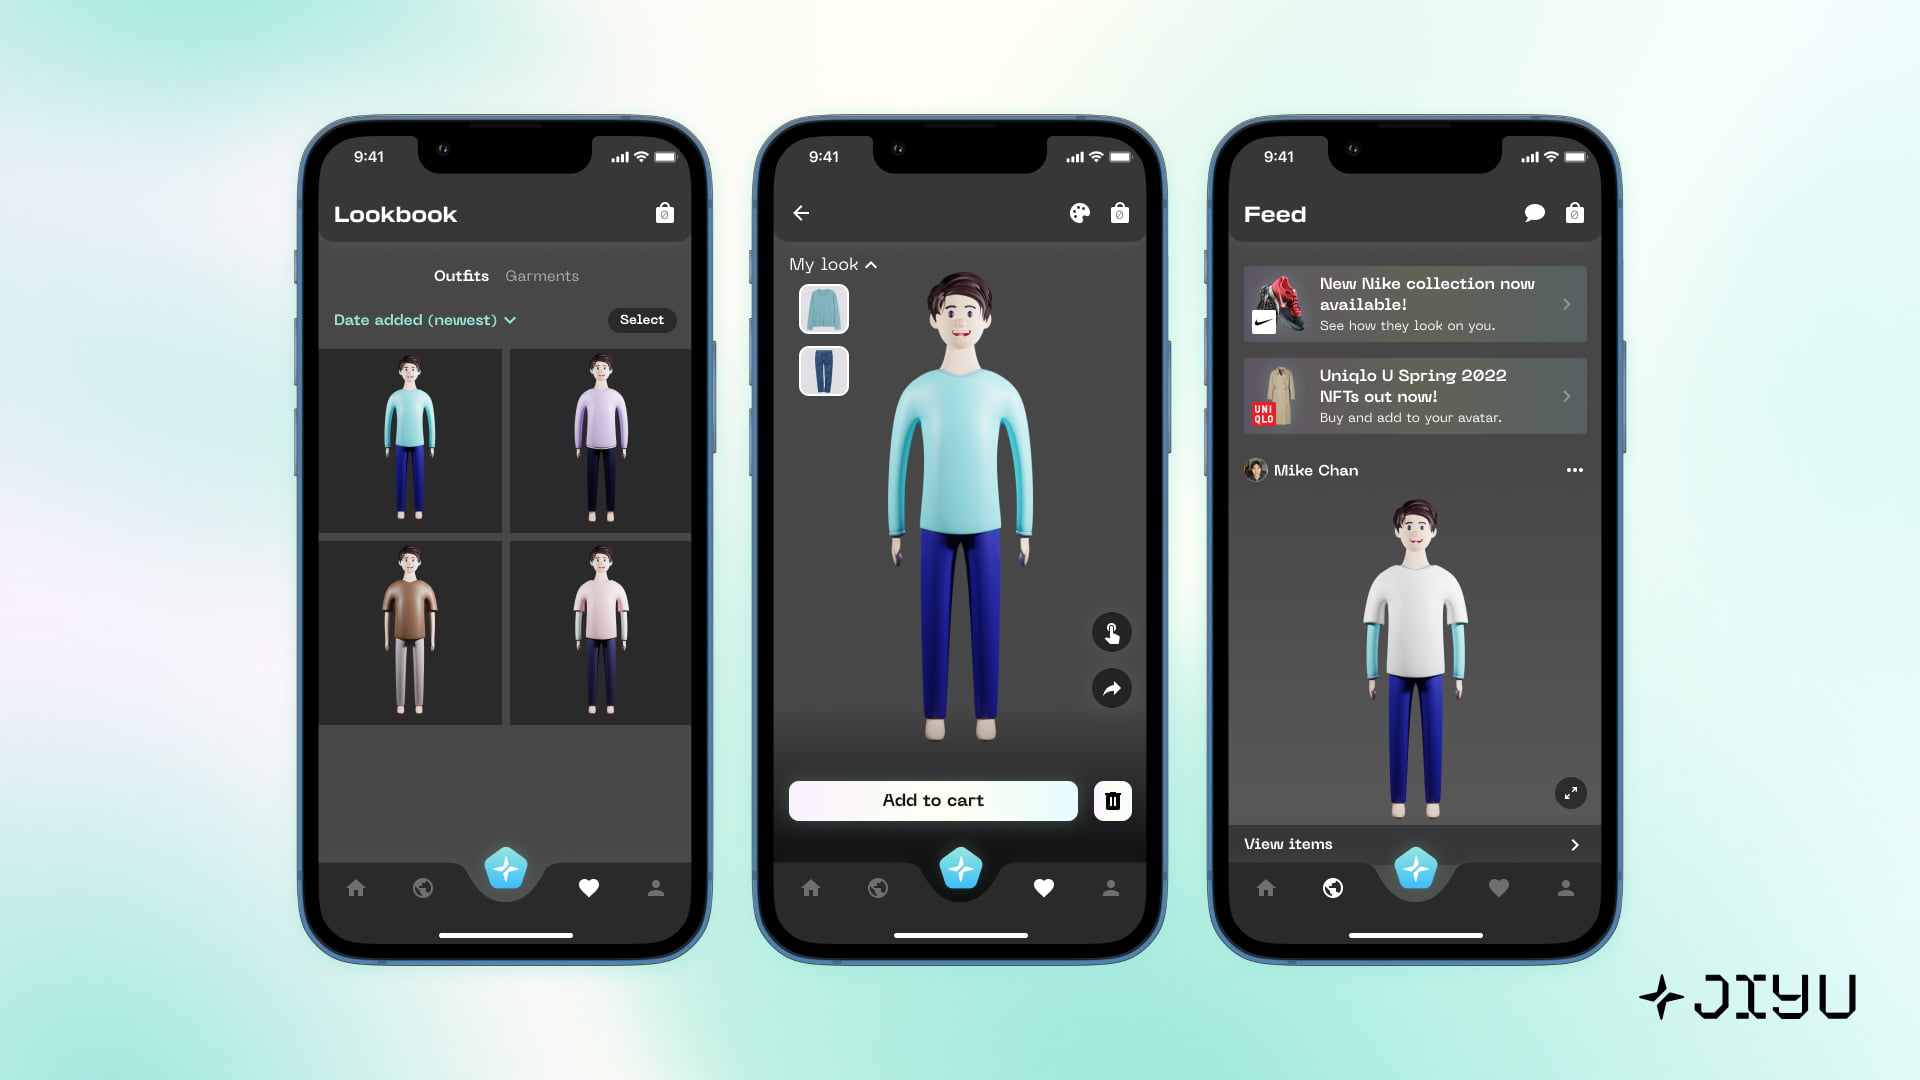 9:41
Lookbook
0
Outfits Garments
Date added (newest)
Select
9:41
0
My look
Add to cart
9:41
Feed
0
New Nike collection now
available!
See how they look on you.
UNI
QLO
Uniqlo U Spring 2022
NFTs out now!
Buy and add to your avatar.
Mike Chan
View items
JIYU